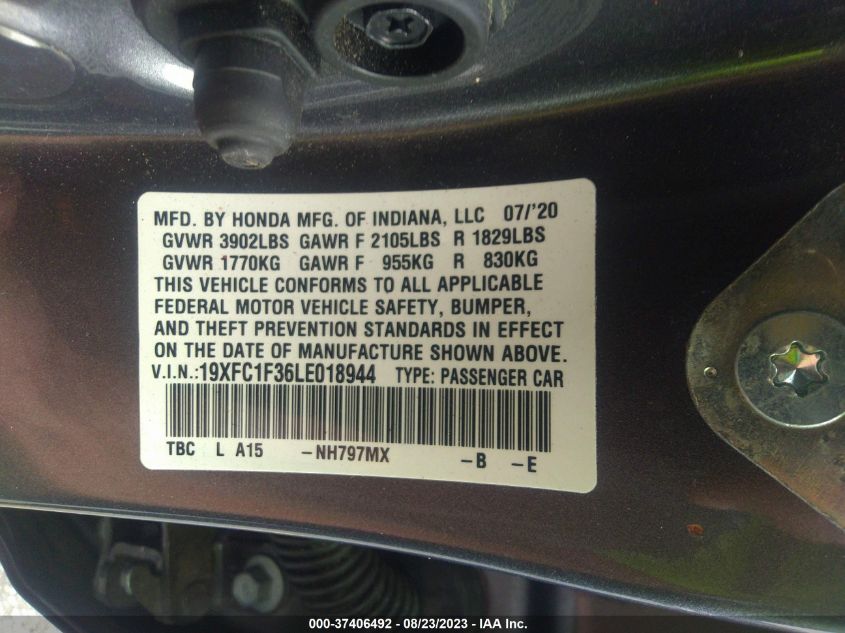 MFD. BY HONDA MFG. OF INDIANA, LLC 07/'20
GVWR 3902LBS GAWR F 2105LBS R 1829LBS
GVWR 1770KG GAWR F 955KG R 830KG
THIS VEHICLE CONFORMS TO ALL APPLICABLE
FEDERAL MOTOR VEHICLE SAFETY, BUMPER,
AND THEFT PREVENTION STANDARDS IN EFFECT
ON THE DATE OF MANUFACTURE SHOWN ABOVE.
V.I.N.:19XFC1F36LE018944 TYPE: PASSENGER CAR
TBC L A15 -NH797MX -B -E
000-37406492 - 08/23/2023 - IAA Inc.